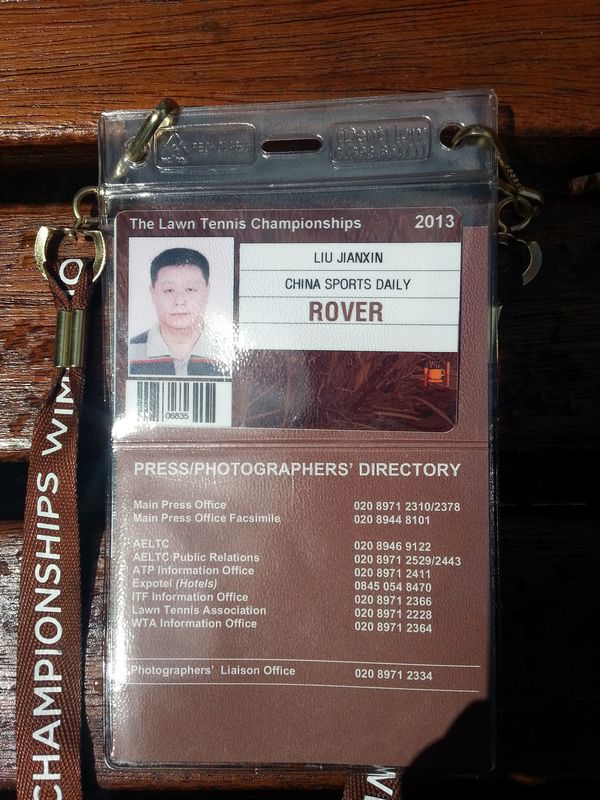 The Lawn Tennis Championships 2013
LIU JIANXIN
CHINA SPORTS DAILY
ROVER
06835
PRESS/PHOTOGRAPHERS' DIRECTORY
Main Press Office 020 8971 2310/2378
Main Press Office Facsimile 020 8944 8101
AELTC 020 8946 9122
AELTC Public Relations 020 8971 2529/2443
ATP Information Office 020 8971 2411
Expotel (Hotels) 0845 054 8470
ITF Information Office 020 8971 2366
Lawn Tennis Association 020 8971 2228
WTA Information Office 020 8971 2364
Photographers' Liaison Office 020 8971 2334
CHAMPIONSHIPS WIM